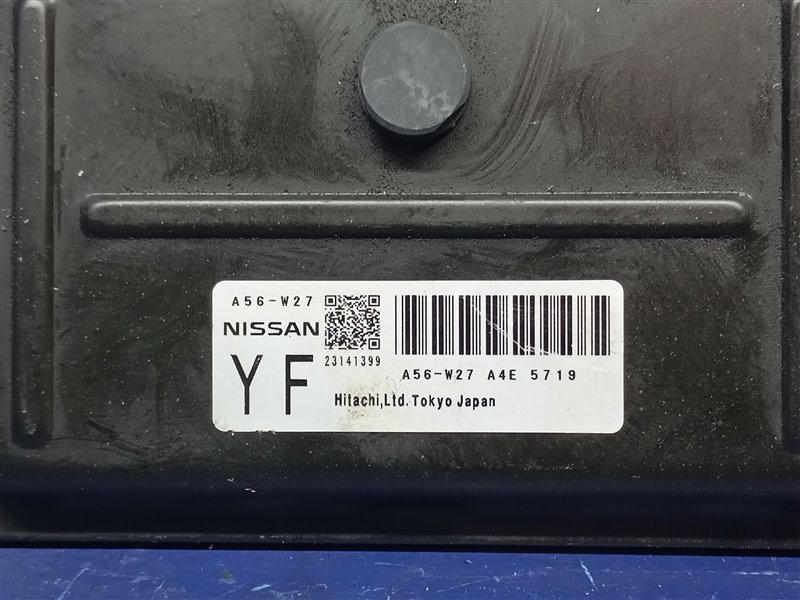 A56-W27
NISSAN
23141399
YF
A56-W27 A4E 5719
Hitachi,Ltd.Tokyo Japan